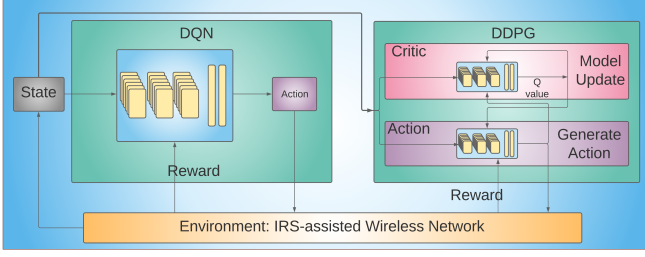 DQN
DDPG
Critic
Model
Update
State
Action
Q
value
Action
Generate
Action
Reward
Reward
Environment: IRS-assisted Wireless Network